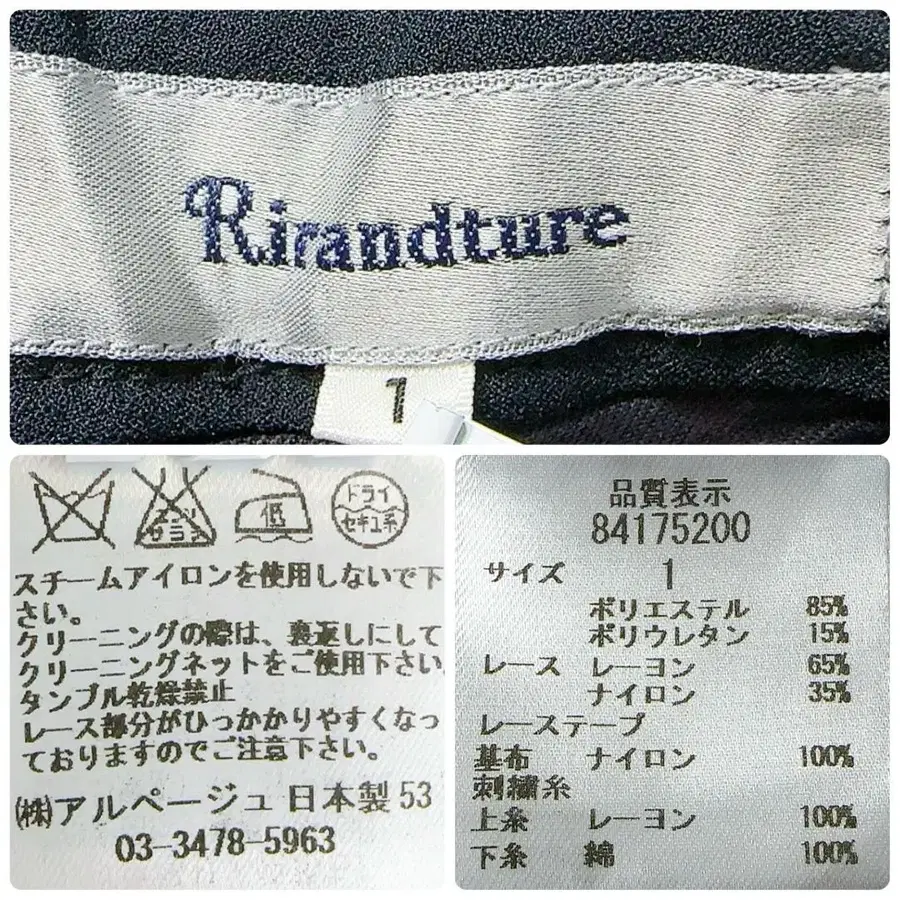 Rirandture
1
エンソ サラシ
低
ドライ
セキユ系
スチームアイロンを使用しないで下
さい。
クリーニングの際は、裏返しにして
クリーニングネットをご使用下さい。
タンブル乾燥禁止
レース部分がひっかかりやすくなっ
ておりますのでご注意下さい。
㈱アルページュ 日本製 53
03-3478-5963
品質表示
84175200
サイズ 1
ポリエステル 85%
ポリウレタン 15%
レース レーヨン 65%
ナイロン 35%
レーステープ
基布 ナイロン 100%
刺繍糸
上糸 レーヨン 100%
下糸 綿 100%